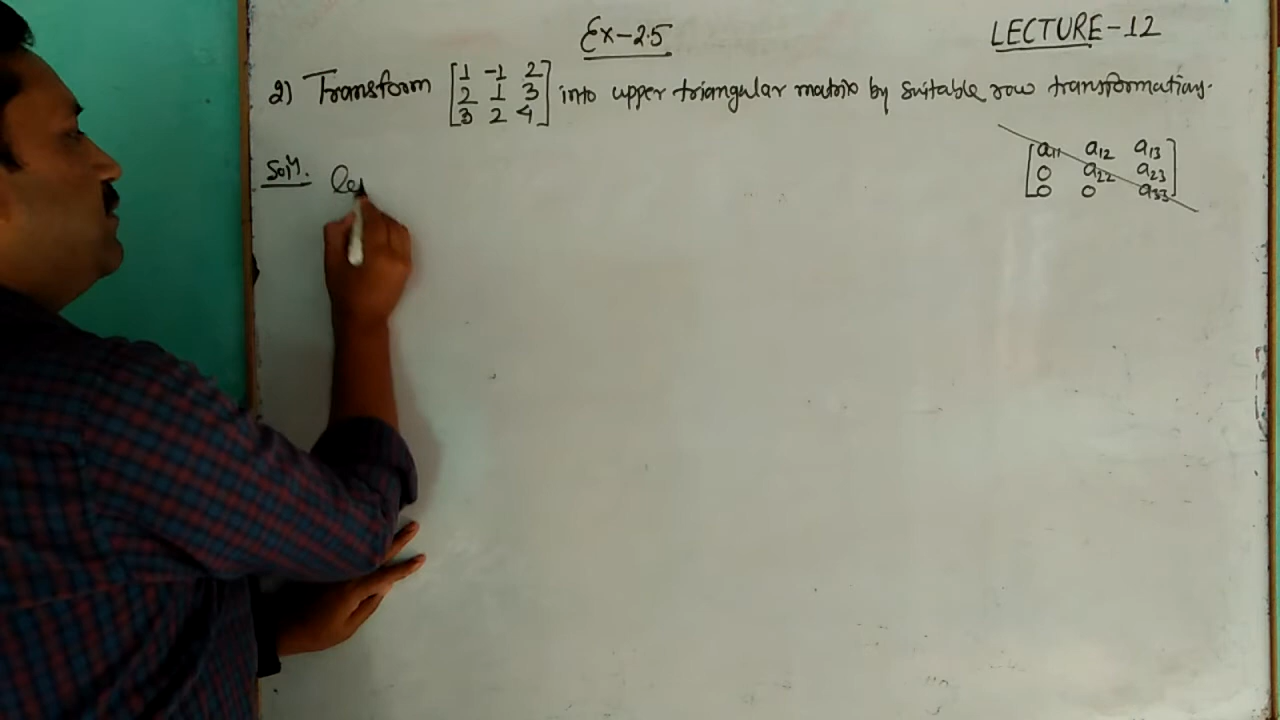 Ex-2.5
LECTURE-12
2) Transform [1 -1 2
2 1 3
3 2 4] into upper triangular matrix by suitable row transformations.
[a11 a12 a13
0 a22 a23
0 0 a33]
Soln. Le